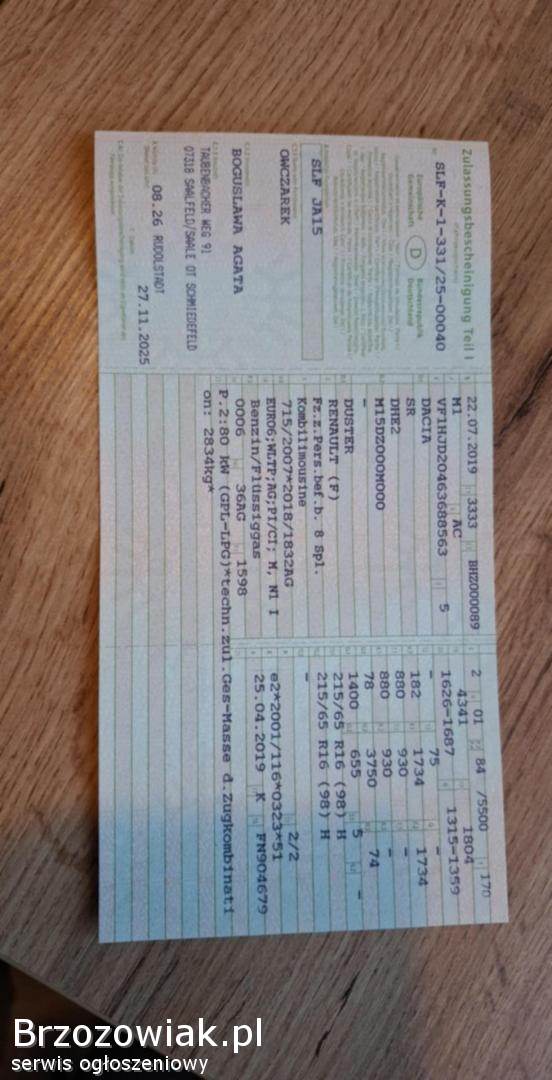 Zulassungsbescheinigung Teil I
SLF-K-1-331/25-00040
Europäische Gemeinschaft
D
Bundesrepublik Deutschland
SLF JA15
OWCZAREK
BOGUSLAWA AGATA
TAUBENBACHER WEG 91
07318 SAALFELD/SAALE OT SCHMIEDEFELD
08.26 RUDOLSTADT
27.11.2025
22.07.2019 3333 BHZ000089
M1 AC
VF1HJD20463688563 5
DACIA
SR
DHE2
M15DZ000M000
-
DUSTER
RENAULT (F)
Fz.z.Pers.bef.b. 8 Spl.
Kombilimousine
715/2007*2018/1832AG
EURO6;WLTP;AG;PI/CI; M, N1 I
Benzin/Flüssiggas
0006 36AG 1598
2 01 84 /5500 170
4341 1804
1626-1687 1315-1359
- 75 -
182 1734 1734
880 930 -
880 930 -
78 3750 74
1400 655 5 -
215/65 R16 (98) H
215/65 R16 (98) H
- 2/2
e2*2001/116*0323*51
25.04.2019 K FN904679
P.2:80 kW (GPL-LPG)*techn.zul.Ges-Masse d.Zugkombinati
on: 2834kg*
Brzozowiak.pl
serwis ogłoszeniowy